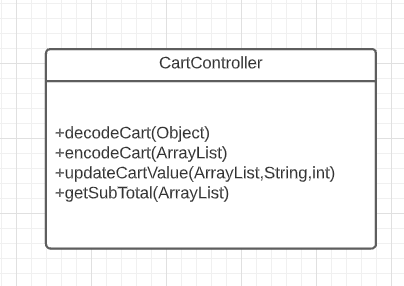 CartController
+decodeCart(Object)
+encodeCart(ArrayList)
+updateCartValue(ArrayList,String,int)
+getSubTotal(ArrayList)